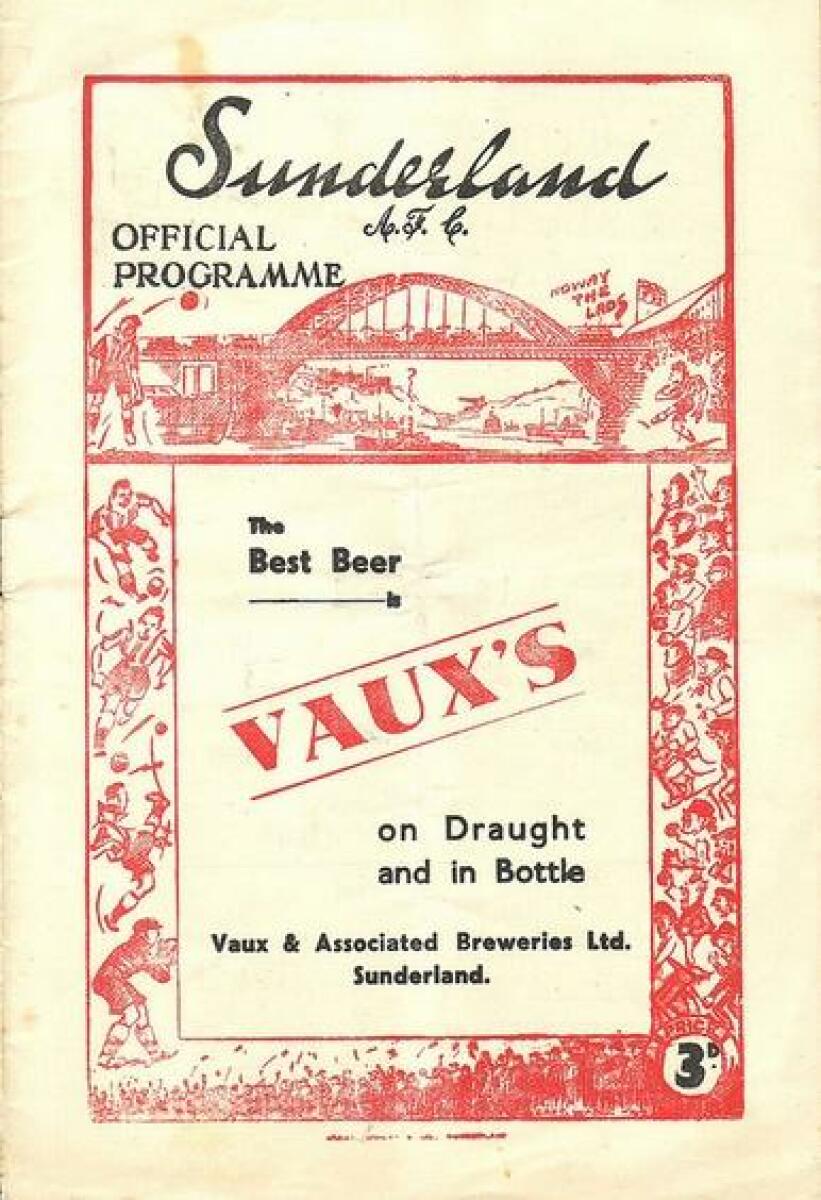 Sunderland
A.F.C.
OFFICIAL
PROGRAMME
THE
LADS
The
Best Beer
is
VAUX'S
on Draught
and in Bottle
Vaux & Associated Breweries Ltd.
Sunderland.
PRICE
3D.
SUNDERLAND